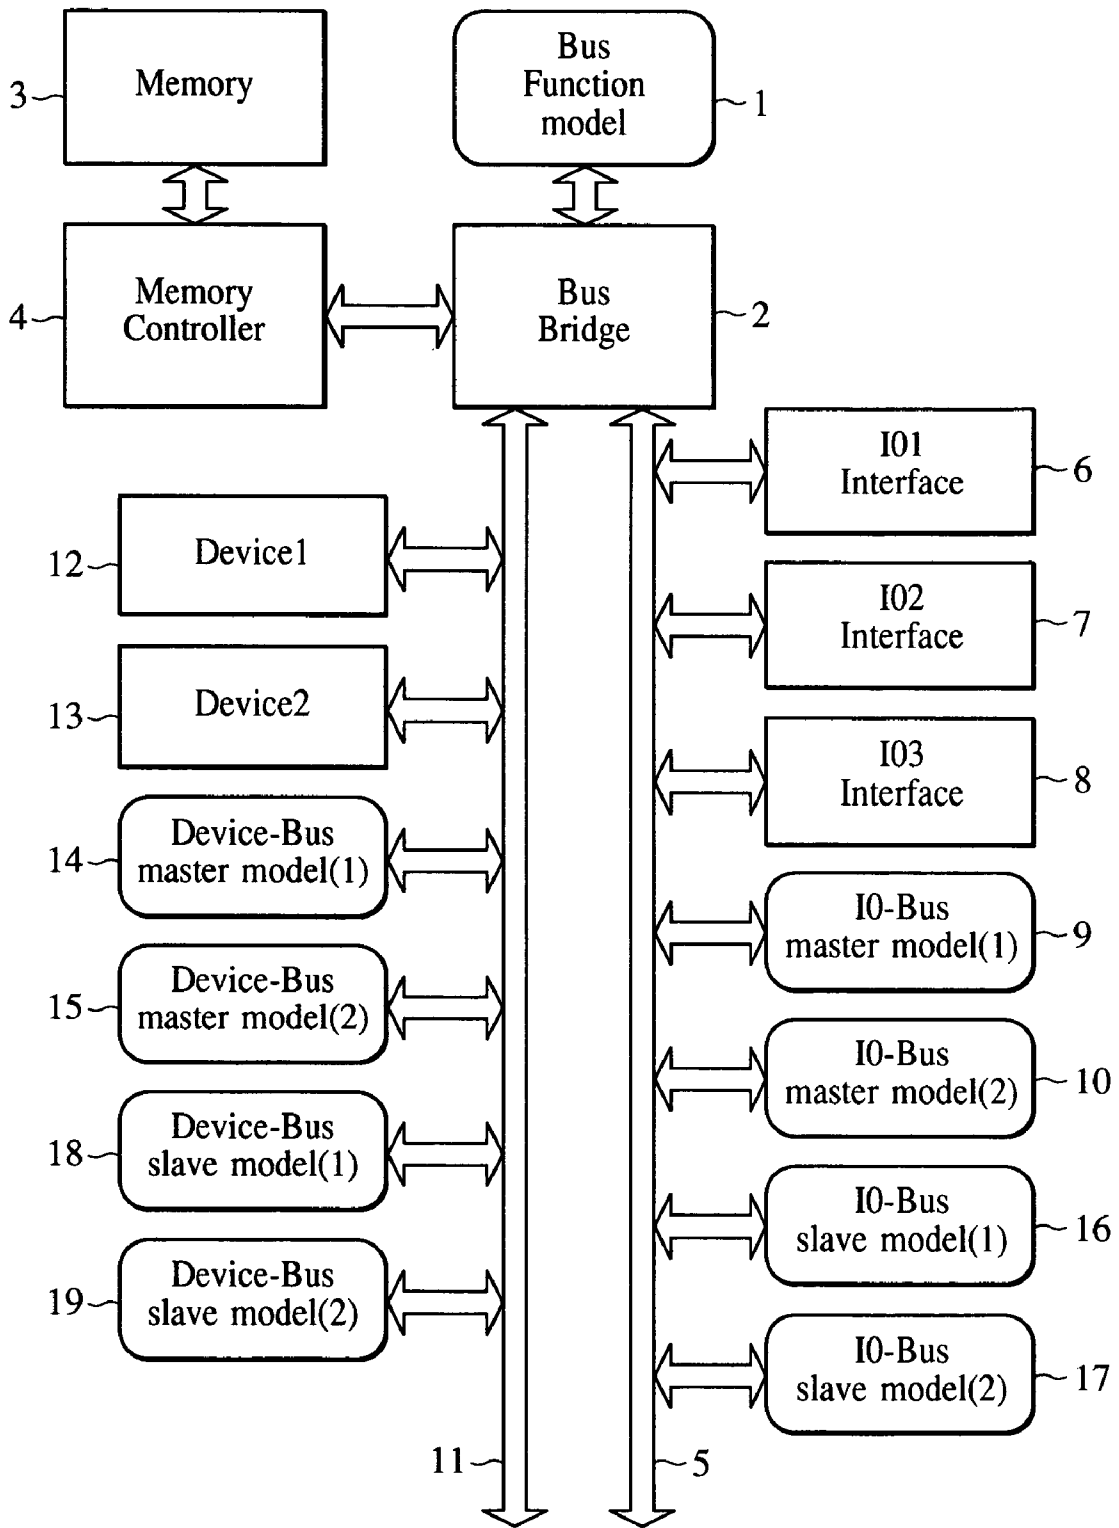 Memory
3
Bus
Function
model
1
Memory
Controller
4
Bus
Bridge
2
I01
Interface
6
Device1
12
I02
Interface
7
Device2
13
I03
Interface
8
Device-Bus
master model(1)
14
I0-Bus
master model(1)
9
Device-Bus
master model(2)
15
I0-Bus
master model(2)
10
Device-Bus
slave model(1)
18
I0-Bus
slave model(1)
16
Device-Bus
slave model(2)
19
I0-Bus
slave model(2)
17
11
5